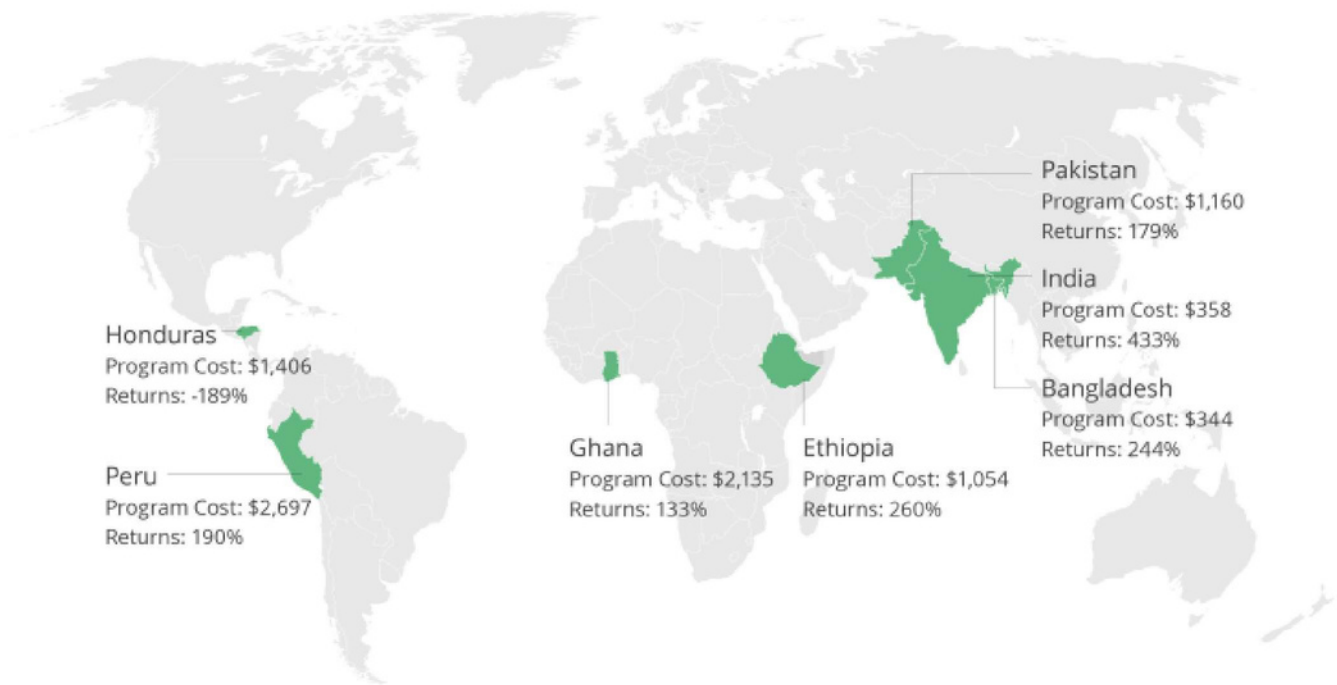 Pakistan
Program Cost: $1,160
Returns: 179%
India
Program Cost: $358
Returns: 433%
Bangladesh
Program Cost: $344
Returns: 244%
Honduras
Program Cost: $1,406
Returns: -189%
Peru
Program Cost: $2,697
Returns: 190%
Ghana
Program Cost: $2,135
Returns: 133%
Ethiopia
Program Cost: $1,054
Returns: 260%